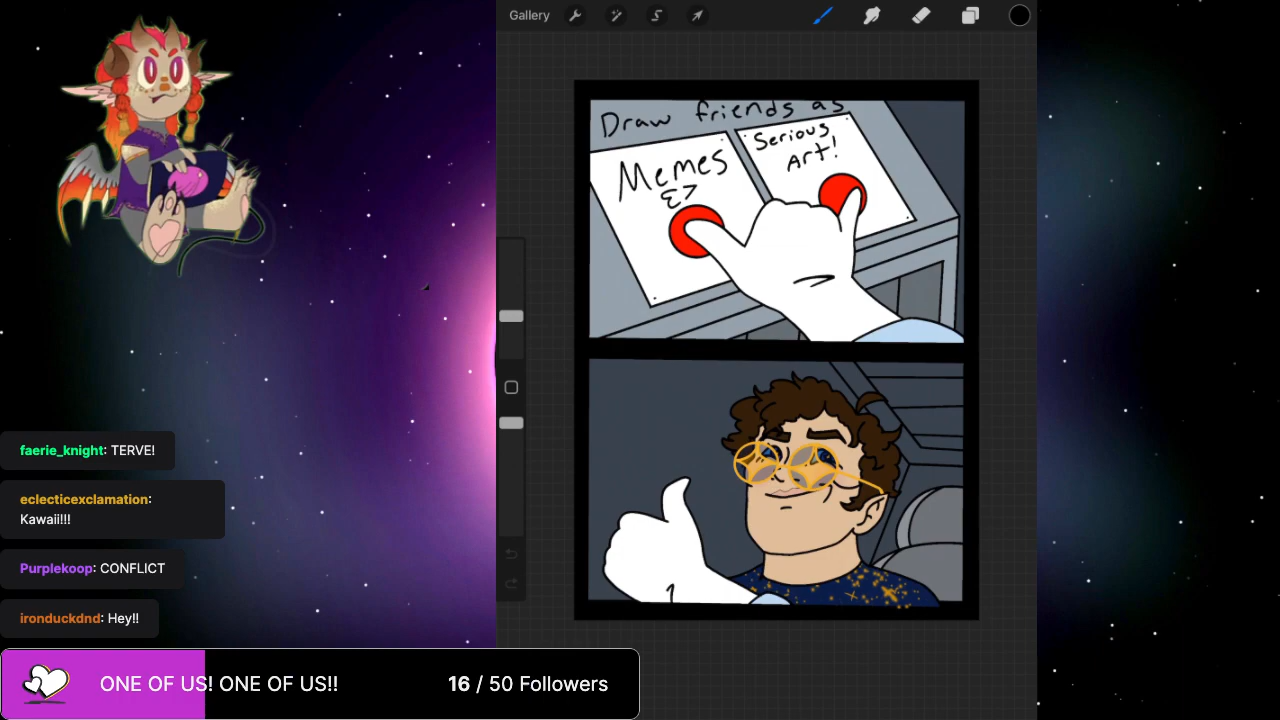 Gallery
Draw friends as
Memes
Serious
Art!
faerie_knight: TERVE!
eclecticexclamation:
Kawaii!!!
Purplekoop: CONFLICT
ironduckdnd: Hey!!
ONE OF US! ONE OF US!!
16 / 50 Followers